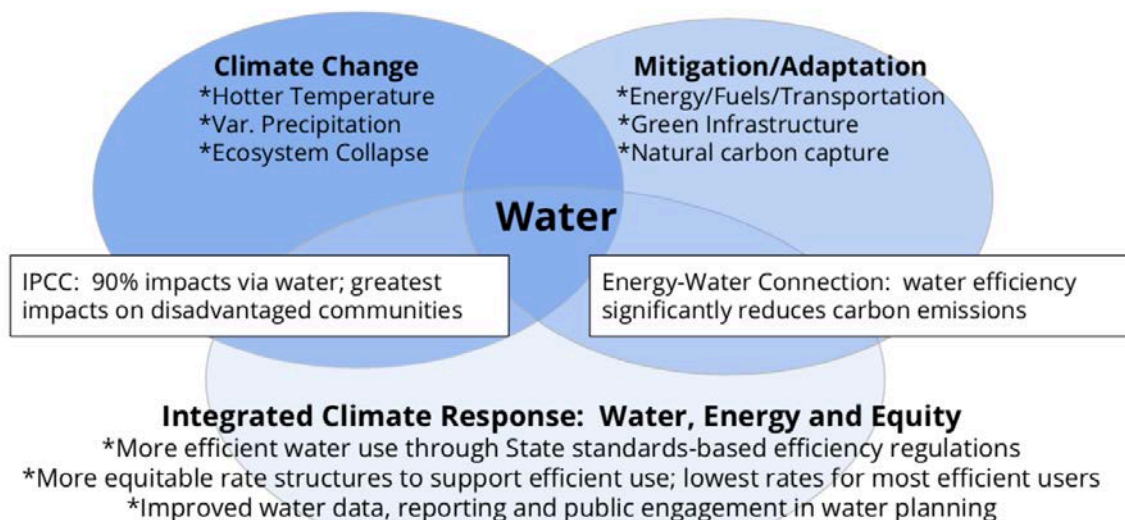 Climate Change
*Hotter Temperature
*Var. Precipitation
*Ecosystem Collapse
Mitigation/Adaptation
*Energy/Fuels/Transportation
*Green Infrastructure
*Natural carbon capture
Water
IPCC: 90% impacts via water; greatest
impacts on disadvantaged communities
Energy-Water Connection: water efficiency
significantly reduces carbon emissions
Integrated Climate Response: Water, Energy and Equity
*More efficient water use through State standards-based efficiency regulations
*More equitable rate structures to support efficient use; lowest rates for most efficient users
*Improved water data, reporting and public engagement in water planning